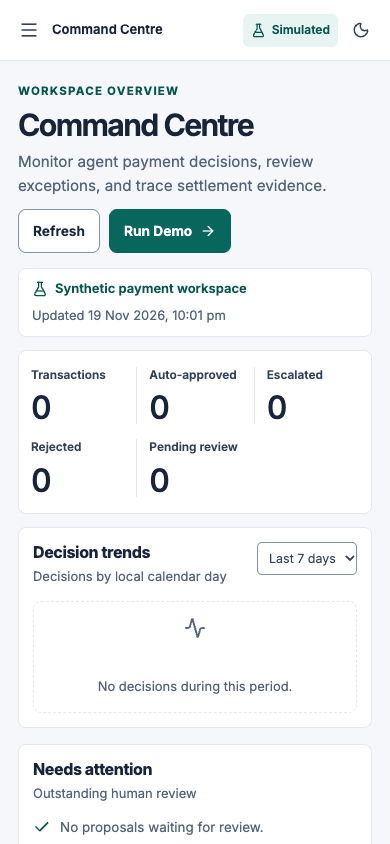 Command Centre
Simulated
WORKSPACE OVERVIEW
Command Centre
Monitor agent payment decisions, review
exceptions, and trace settlement evidence.
Refresh
Run Demo
Synthetic payment workspace
Updated 19 Nov 2026, 10:01 pm
Transactions
Auto-approved
Escalated
0
0
0
Rejected
Pending review
0
0
Decision trends
Last 7 days
Decisions by local calendar day
No decisions during this period.
Needs attention
Outstanding human review
No proposals waiting for review.